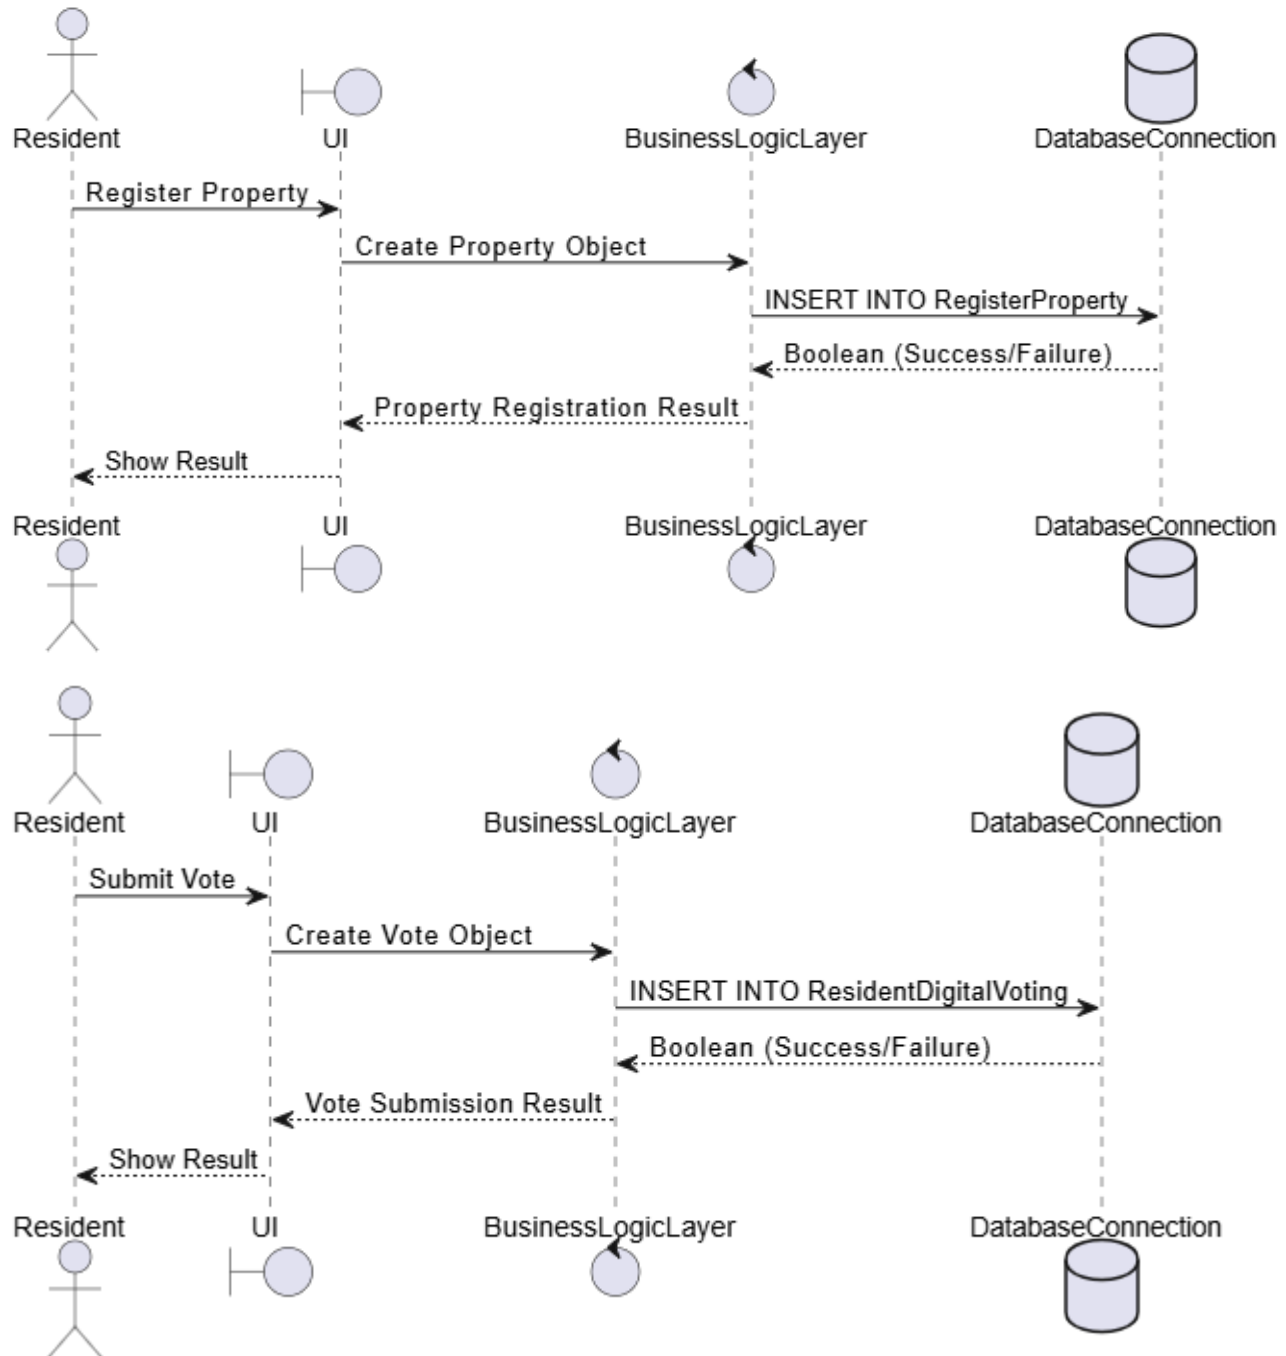 Resident UI BusinessLogicLayer DatabaseConnection
Register Property
Create Property Object
INSERT INTO RegisterProperty
Boolean (Success/Failure)
Property Registration Result
Show Result
Resident UI BusinessLogicLayer DatabaseConnection
Resident UI BusinessLogicLayer DatabaseConnection
Submit Vote
Create Vote Object
INSERT INTO ResidentDigitalVoting
Boolean (Success/Failure)
Vote Submission Result
Show Result
Resident UI BusinessLogicLayer DatabaseConnection